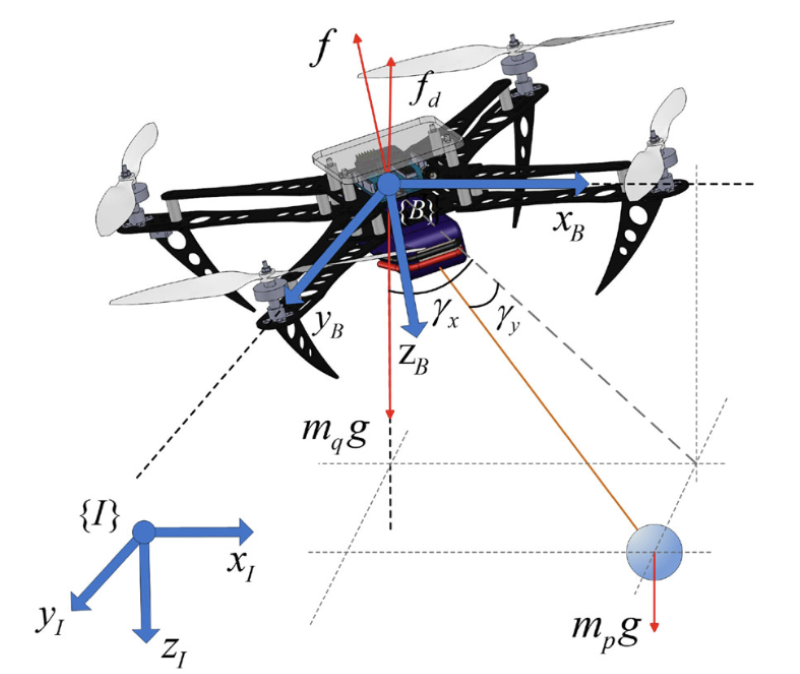 f
f_d
{B}
x_B
γ_x
γ_y
y_B
z_B
m_q g
{I}
x_I
y_I
z_I
m_p g